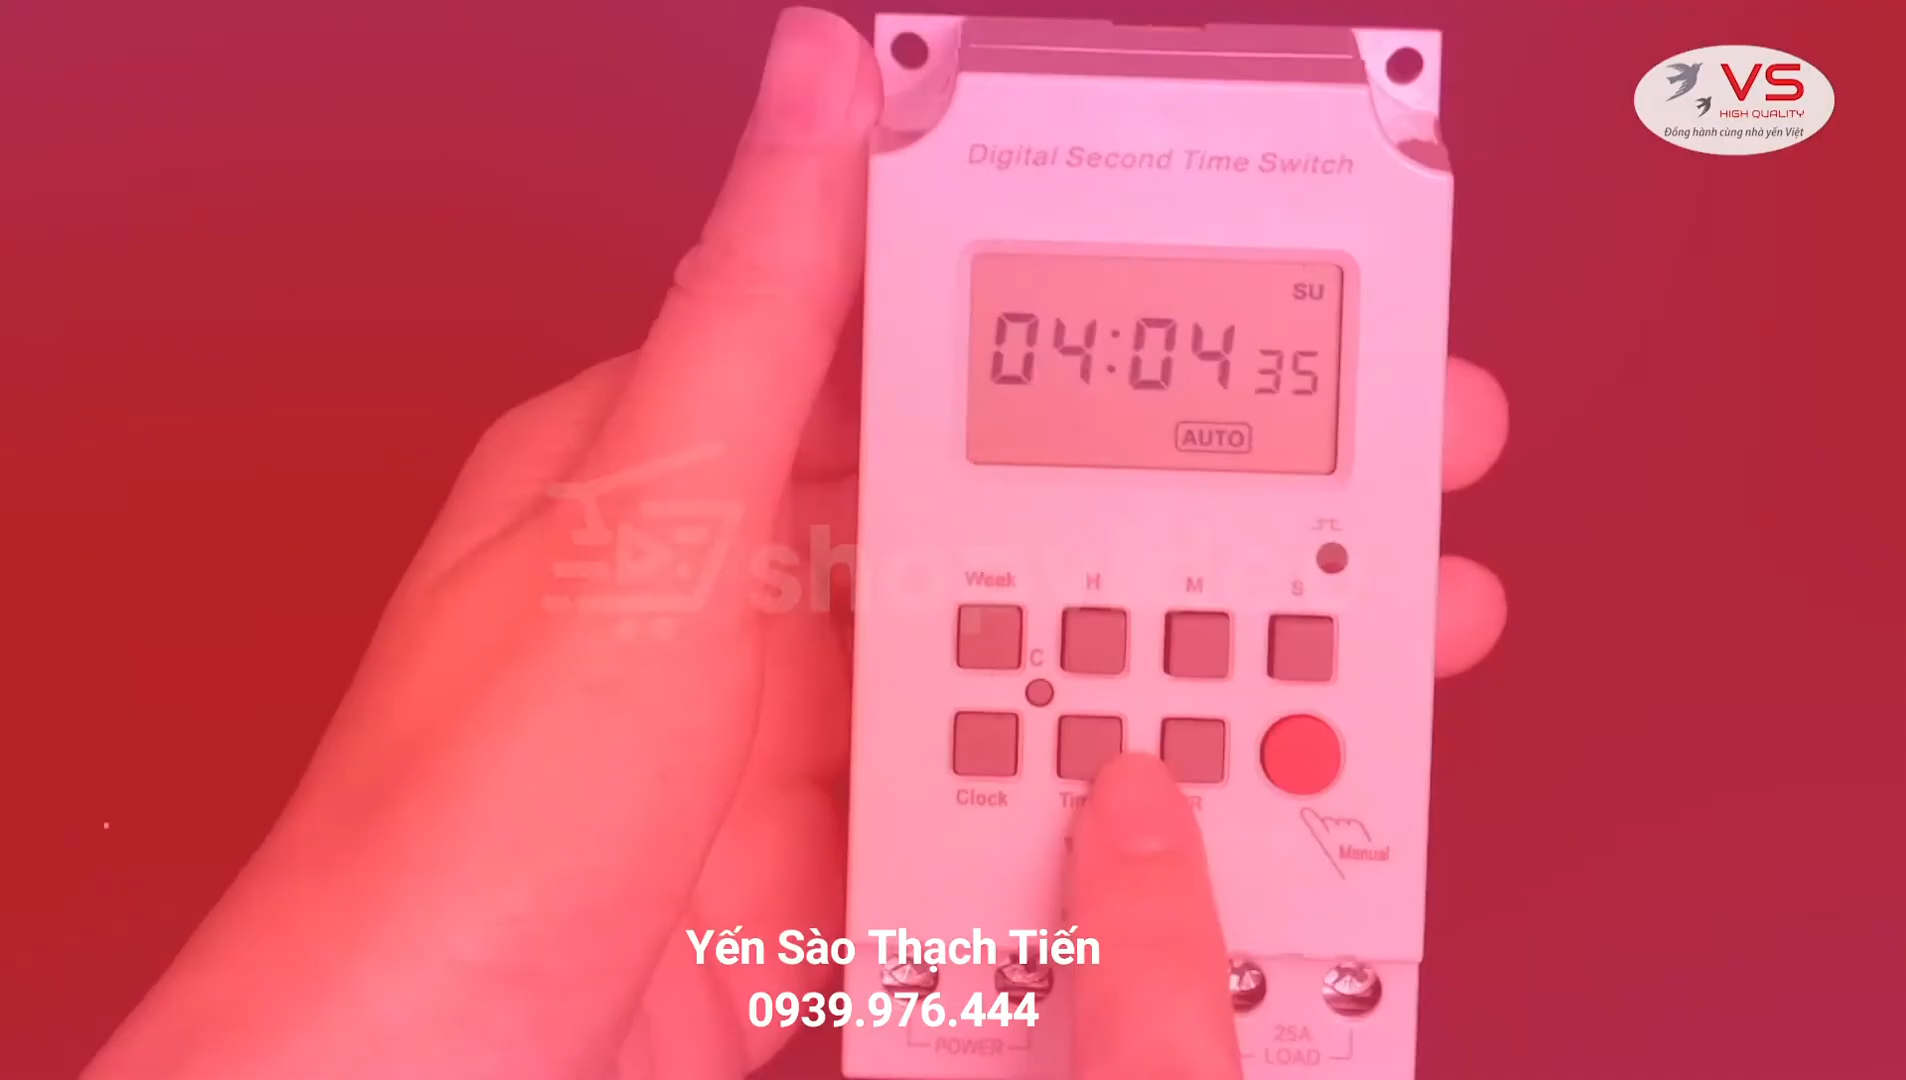 VS
HIGH QUALITY
Đồng hành cùng nhà yến Việt
Digital Second Time Switch
SU
04:04 35
AUTO
Week H M S
C
Clock
Manual
Yến Sào Thạch Tiến
0939.976.444
POWER
25A
LOAD